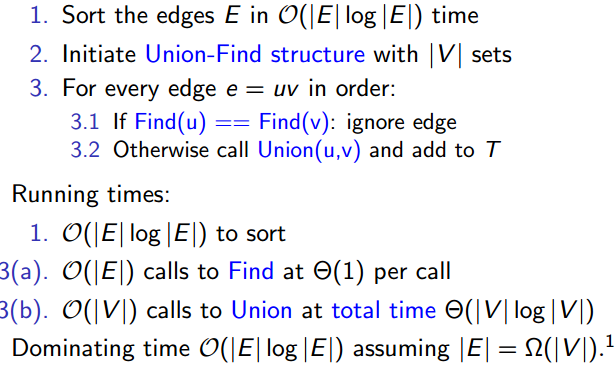 1. Sort the edges E in O(|E| log |E|) time
2. Initiate Union-Find structure with |V| sets
3. For every edge e = uv in order:
3.1 If Find(u) == Find(v): ignore edge
3.2 Otherwise call Union(u,v) and add to T
Running times:
1. O(|E| log |E|) to sort
3(a). O(|E|) calls to Find at Θ(1) per call
3(b). O(|V|) calls to Union at total time Θ(|V| log |V|)
Dominating time O(|E| log |E|) assuming |E| = Ω(|V|).¹